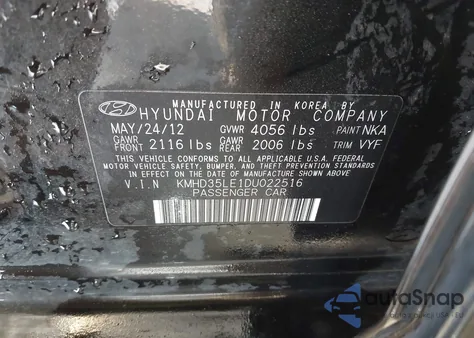 MANUFACTURED IN KOREA BY
HYUNDAI MOTOR COMPANY
MAY/24/12 GVWR 4056 lbs PAINT NKA
GAWR FRONT 2116 lbs GAWR REAR 2006 lbs TRIM VYF
THIS VEHICLE CONFORMS TO ALL APPLICABLE U.S. FEDERAL
MOTOR VEHICLE SAFETY, BUMPER, AND THEFT PREVENTION STANDARDS
IN EFFECT ON THE DATE OF MANUFACTURE SHOWN ABOVE.
V.I.N KMHD35LE1DU022516
PASSENGER CAR
autoSnap